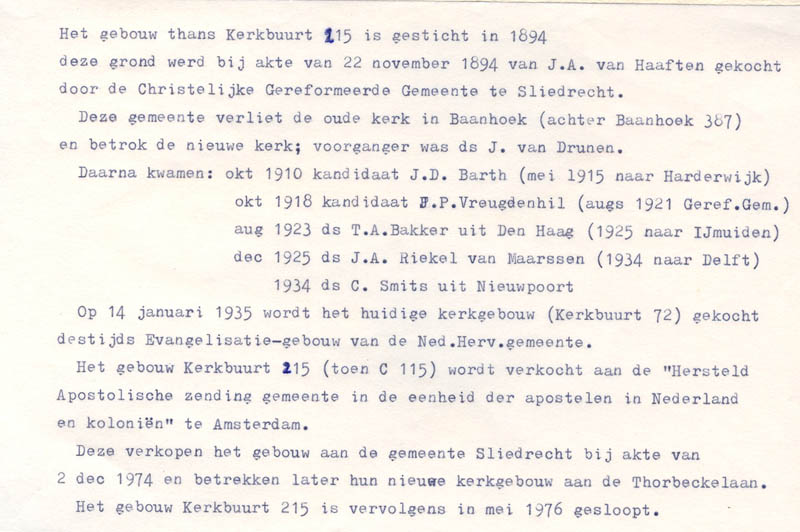 Het gebouw thans Kerkbuurt 215 is gesticht in 1894
deze grond werd bij akte van 22 november 1894 van J.A. van Haaften gekocht
door de Christelijke Gereformeerde Gemeente te Sliedrecht.
Deze gemeente verliet de oude kerk in Baanhoek (achter Baanhoek 387)
en betrok de nieuwe kerk; voorganger was ds J. van Drunen.
Daarna kwamen: okt 1910 kandidaat J.D. Barth (mei 1915 naar Harderwijk)
okt 1918 kandidaat F.P.Vreugdenhil (augs 1921 Geref.Gem.)
aug 1923 ds T.A.Bakker uit Den Haag (1925 naar IJmuiden)
dec 1925 ds J.A. Riekel van Maarssen (1934 naar Delft)
1934 ds C. Smits uit Nieuwpoort
Op 14 januari 1935 wordt het huidige kerkgebouw (Kerkbuurt 72) gekocht
destijds Evangelisatie-gebouw van de Ned.Herv.gemeente.
Het gebouw Kerkbuurt 215 (toen C 115) wordt verkocht aan de "Hersteld
Apostolische zending gemeente in de eenheid der apostelen in Nederland
en koloniën" te Amsterdam.
Deze verkopen het gebouw aan de gemeente Sliedrecht bij akte van
2 dec 1974 en betrekken later hun nieuwe kerkgebouw aan de Thorbeckelaan.
Het gebouw Kerkbuurt 215 is vervolgens in mei 1976 gesloopt.